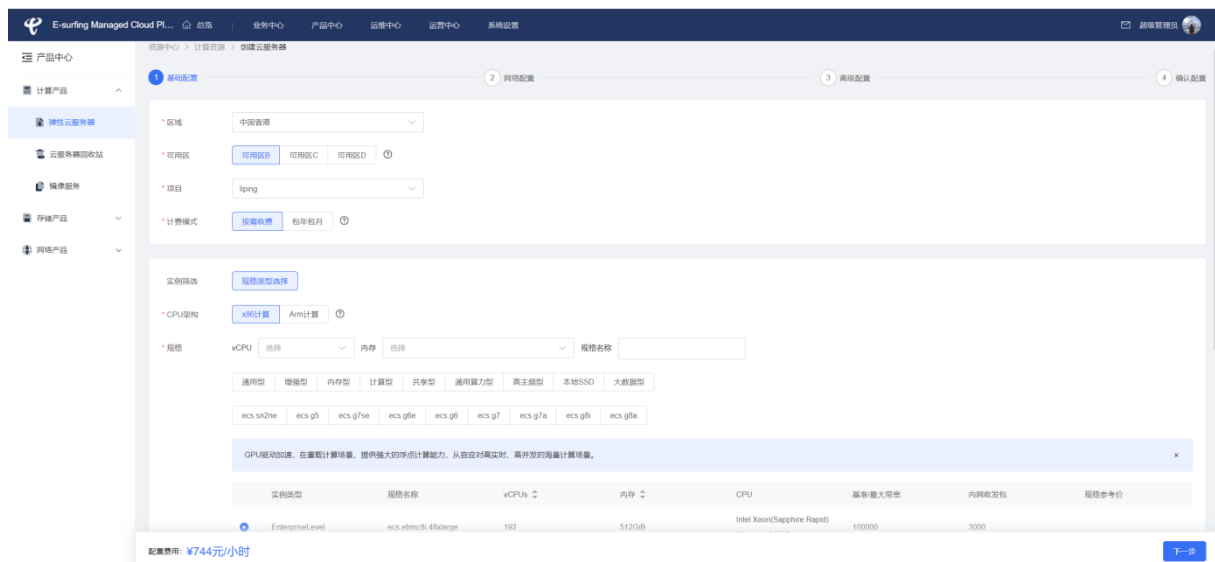 E-surfing Managed Cloud Pl... 总览 业务中心 产品中心 运维中心 运营中心 系统设置 超级管理员
产品中心
资源中心 > 计算资源 > 创建云服务器
1 基础配置 2 网络配置 3 高级配置 4 确认配置
计算产品
弹性云服务器
云服务器回收站
镜像服务
存储产品
网络产品
* 区域 中国香港
* 可用区 可用区B 可用区C 可用区D
* 项目 liping
* 计费模式 按需收费 包年包月
实例筛选 规格类型选择
* CPU架构 x86计算 Arm计算
* 规格 vCPU 选择 内存 选择 规格名称
通用型 增强型 内存型 计算型 共享型 通用算力型 高主频型 本地SSD 大数据型
ecs.sn2ne ecs.g5 ecs.g7se ecs.g6e ecs.g6 ecs.g7 ecs.g7a ecs.g8i ecs.g8a
GPU驱动加速，在重载计算场景，提供强大的浮点计算能力，从容应对高实时、高并发的海量计算场景。 ×
实例类型 规格名称 vCPUs 内存 CPU 基准/最大带宽 内网收发包 规格参考价
EnterpriseLevel ecs.ebmc8i.48xlarge 192 512GiB Intel Xeon(Sapphire Rapid) 100000 3000
配置费用: ¥744元/小时 下一步